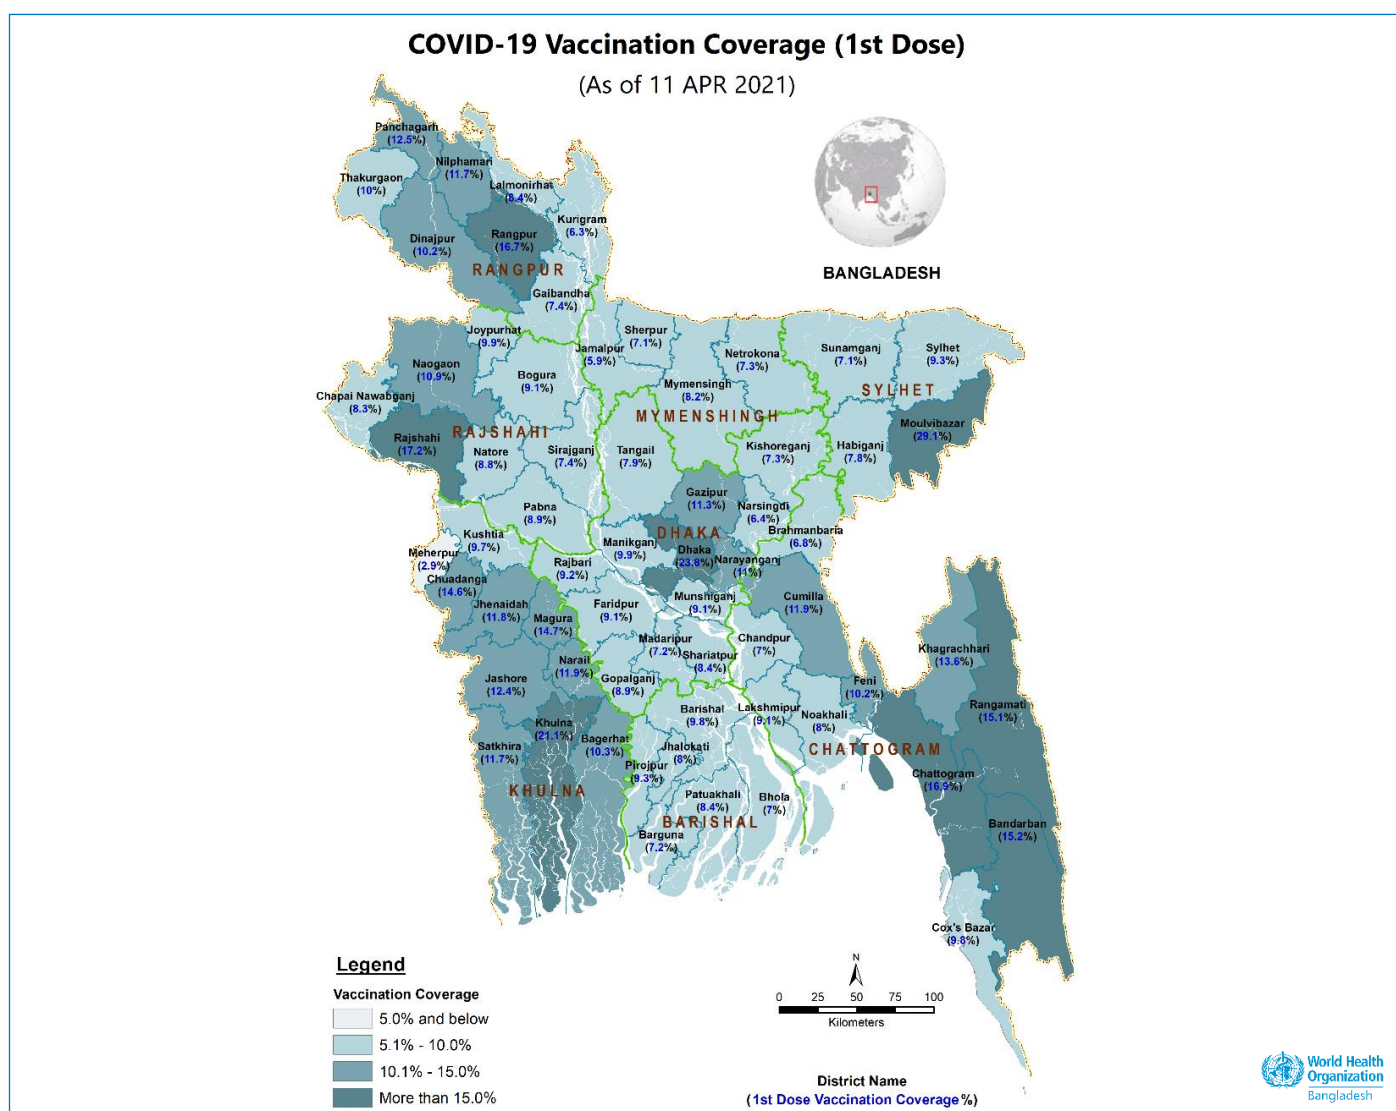 COVID-19 Vaccination Coverage (1st Dose)
(As of 11 APR 2021)
BANGLADESH
Panchagarh
(12.5%)
Nilphamari
(11.7%)
Thakurgaon
(10%)
Lalmonirhat
(8.4%)
Kurigram
(6.3%)
Dinajpur
(10.2%)
Rangpur
(16.7%)
RANGPUR
Gaibandha
(7.4%)
Joypurhat
(9.9%)
Jamalpur
(5.9%)
Sherpur
(7.1%)
Netrokona
(7.3%)
Sunamganj
(7.1%)
Sylhet
(9.3%)
Naogaon
(10.9%)
Bogura
(9.1%)
Mymensingh
(8.2%)
SYLHET
Chapai Nawabganj
(8.3%)
MYMENSHINGH
Moulvibazar
(29.1%)
Rajshahi
(17.2%)
RAJSHAHI
Natore
(8.8%)
Sirajganj
(7.4%)
Tangail
(7.9%)
Kishoreganj
(7.3%)
Habiganj
(7.8%)
Gazipur
(11.3%)
Pabna
(8.9%)
Narsingdi
(6.4%)
Brahmanbaria
(6.8%)
DHAKA
Kushtia
(9.7%)
Manikganj
(9.9%)
Dhaka
(23.8%)
Narayanganj
(11%)
Meherpur
(2.9%)
Rajbari
(9.2%)
Chuadanga
(14.6%)
Munshiganj
(9.1%)
Cumilla
(11.9%)
Jhenaidah
(11.8%)
Magura
(14.7%)
Faridpur
(9.1%)
Madaripur
(7.2%)
Shariatpur
(8.4%)
Chandpur
(7%)
Khagrachhari
(13.6%)
Narail
(11.9%)
Jashore
(12.4%)
Gopalganj
(8.9%)
Feni
(10.2%)
Rangamati
(15.1%)
Barishal
(9.8%)
Lakshmipur
(9.1%)
Noakhali
(8%)
Khulna
(21.1%)
Bagerhat
(10.3%)
Satkhira
(11.7%)
Jhalokati
(8%)
Pirojpur
(9.3%)
CHATTOGRAM
Chattogram
(16.9%)
KHULNA
Patuakhali
(8.4%)
Bhola
(7%)
BARISHAL
Barguna
(7.2%)
Bandarban
(15.2%)
Cox's Bazar
(9.8%)
Legend
Vaccination Coverage
5.0% and below
5.1% - 10.0%
10.1% - 15.0%
More than 15.0%
N
0 25 50 75 100
Kilometers
District Name
(1st Dose Vaccination Coverage%)
World Health
Organization
Bangladesh